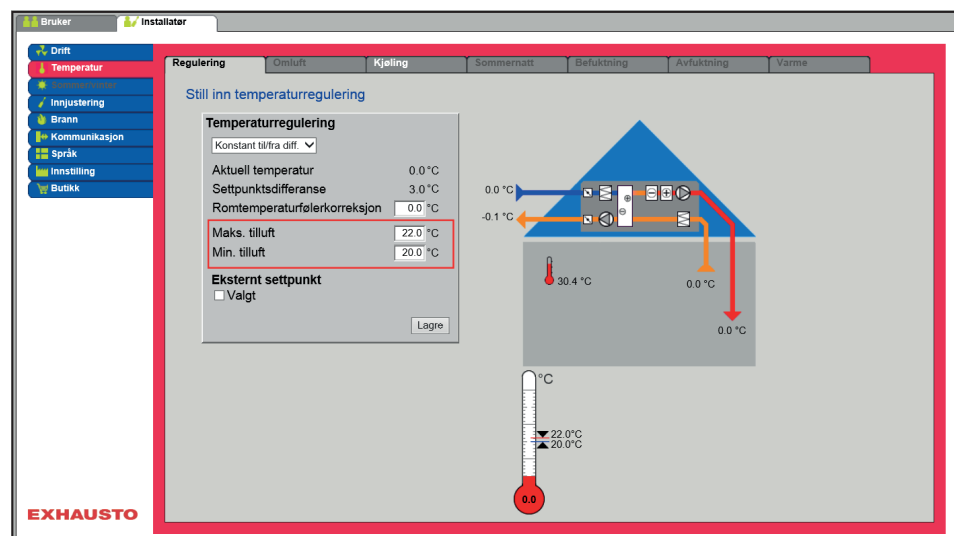 Bruker
Installatør
Drift
Temperatur
Sommer/vinter
Innjustering
Brann
Kommunikasjon
Språk
Innstilling
Butikk
Regulering
Omluft
Kjøling
Sommernatt
Befuktning
Avfuktning
Varme
Still inn temperaturregulering
Temperaturregulering
Konstant til/fra diff.
Aktuell temperatur 0.0 °C
Settpunktsdifferanse 3.0 °C
Romtemperaturfølerkorreksjon 0.0 °C
Maks. tilluft 22.0 °C
Min. tilluft 20.0 °C
Eksternt settpunkt
Valgt
Lagre
0.0 °C
-0.1 °C
30.4 °C
0.0 °C
0.0 °C
°C
22.0°C
20.0°C
0.0
EXHAUSTO